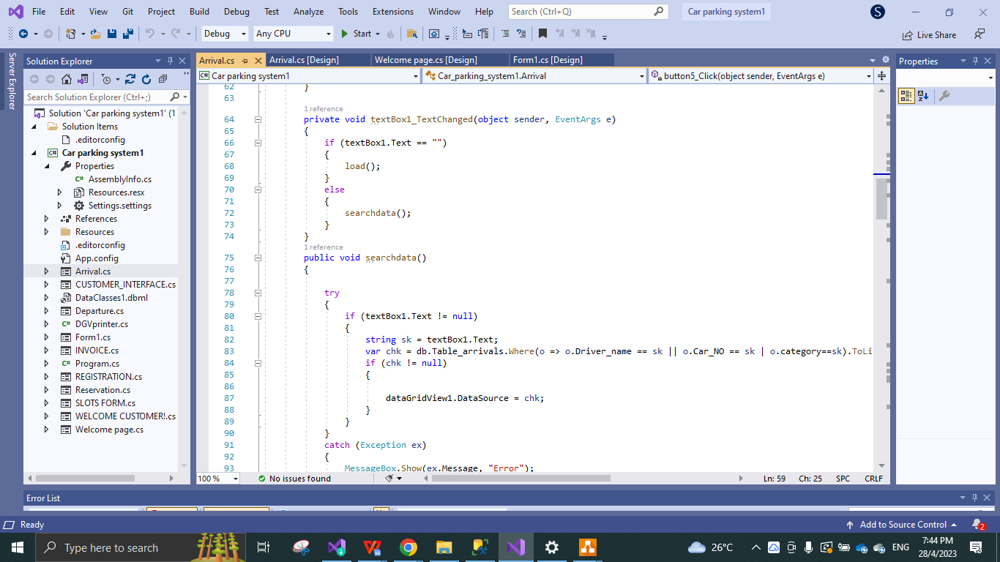 File Edit View Git Project Build Debug Test Analyze Tools Extensions Window Help Search (Ctrl+Q) Car parking system1 S
Debug Any CPU Start Live Share
Server Explorer
Solution Explorer
Search Solution Explorer (Ctrl+;)
Solution 'Car parking system1' (1
Solution Items
.editorconfig
Car parking system1
Properties
AssemblyInfo.cs
Resources.resx
Settings.settings
References
Resources
.editorconfig
App.config
Arrival.cs
CUSTOMER_INTERFACE.cs
DataClasses1.dbml
Departure.cs
DGVprinter.cs
Form1.cs
INVOICE.cs
Program.cs
REGISTRATION.cs
Reservation.cs
SLOTS FORM.cs
WELCOME CUSTOMER!.cs
Welcome page.cs
Arrival.cs Arrival.cs [Design] Welcome page.cs [Design] Form1.cs [Design]
Car parking system1 Car_parking_system1.Arrival button5_Click(object sender, EventArgs e)
62 }
63
1 reference
64 private void textBox1_TextChanged(object sender, EventArgs e)
65 {
66 if (textBox1.Text == "")
67 {
68 load();
69 }
70 else
71 {
72 searchdata();
73 }
74 }
1 reference
75 public void searchdata()
76 {
77
78 try
79 {
80 if (textBox1.Text != null)
81 {
82 string sk = textBox1.Text;
83 var chk = db.Table_arrivals.Where(o => o.Driver_name == sk || o.Car_NO == sk | o.category==sk).ToLi
84 if (chk != null)
85 {
86
87 dataGridView1.DataSource = chk;
88 }
89 }
90 }
91 catch (Exception ex)
92 {
93 MessageBox.Show(ex.Message, "Error");
100 % No issues found Ln: 59 Ch: 25 SPC CRLF
Properties
Error List
Ready Add to Source Control 2
Type here to search 26°C ENG 7:44 PM
28/4/2023